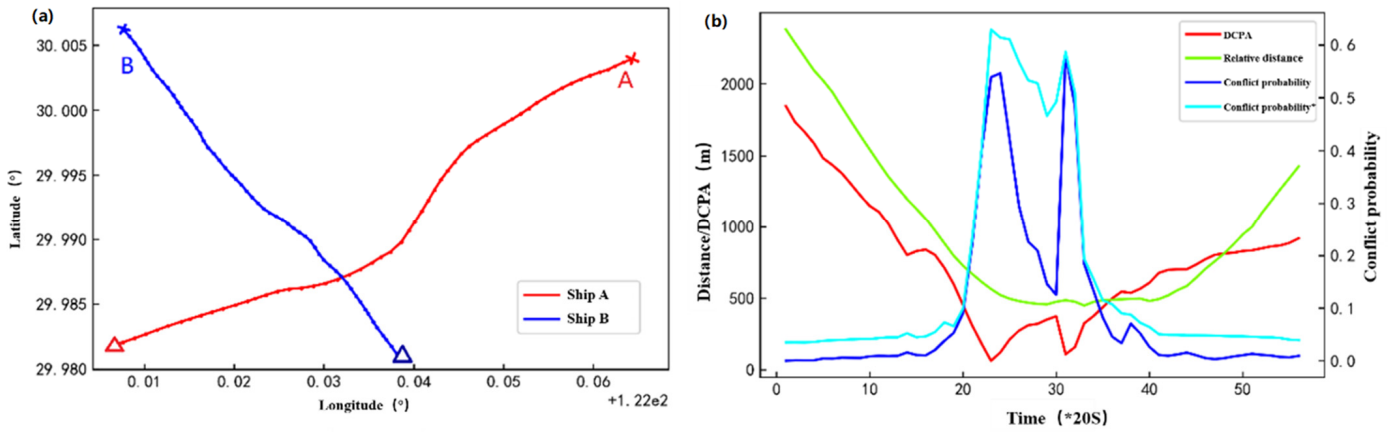 (a)
30.005
30.000
29.995
29.990
29.985
29.980
Latitude (°)
B
A
Ship A
Ship B
0.01
0.02
0.03
0.04
0.05
0.06
Longitude (°)
+1.22e2
(b)
2000
1500
1000
500
0
Distance/DCPA (m)
DCPA
Relative distance
Conflict probability
Conflict probability*
0.6
0.5
0.4
0.3
0.2
0.1
0.0
Conflict probability
0
10
20
30
40
50
Time (*20S)